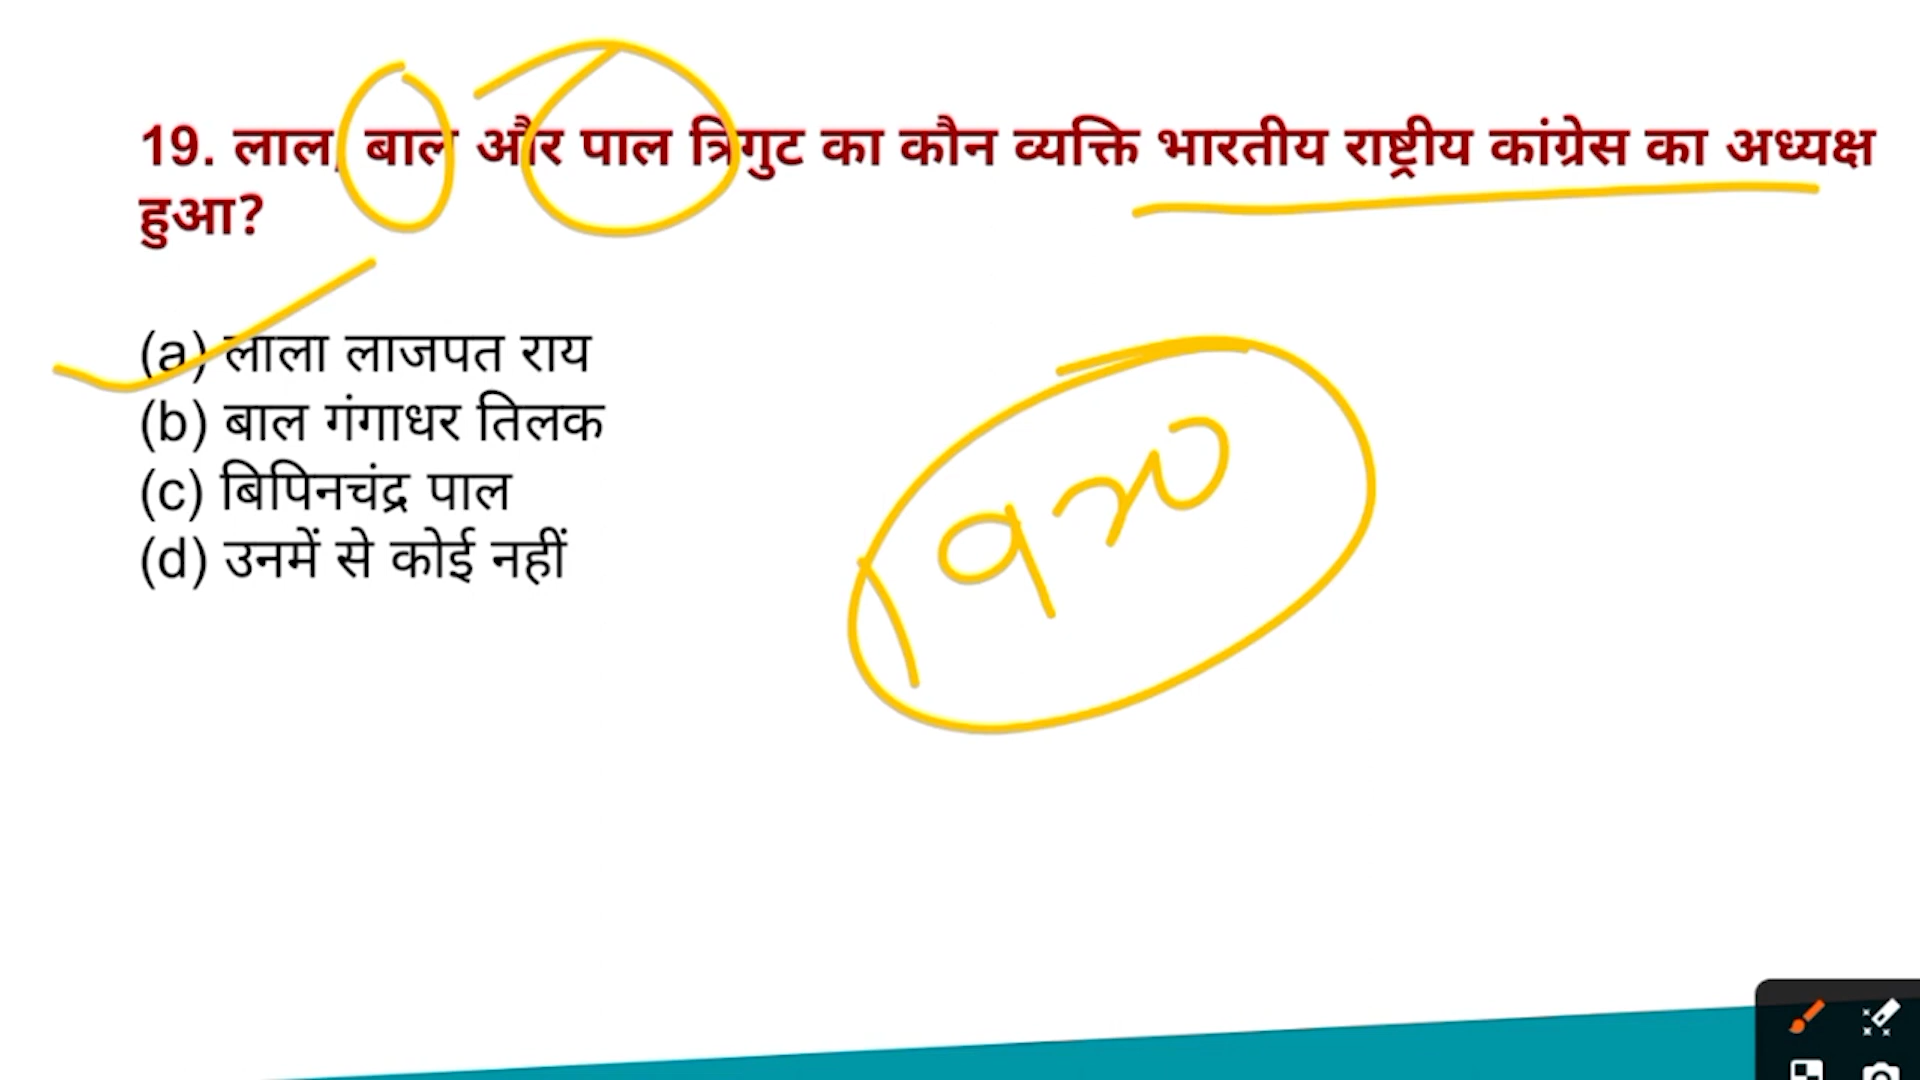 19. लाल, बाल और पाल त्रिगुट का कौन व्यक्ति भारतीय राष्ट्रीय कांग्रेस का अध्यक्ष
हुआ?
(a) लाला लाजपत राय
(b) बाल गंगाधर तिलक
(c) बिपिनचंद्र पाल
(d) उनमें से कोई नहीं
1920